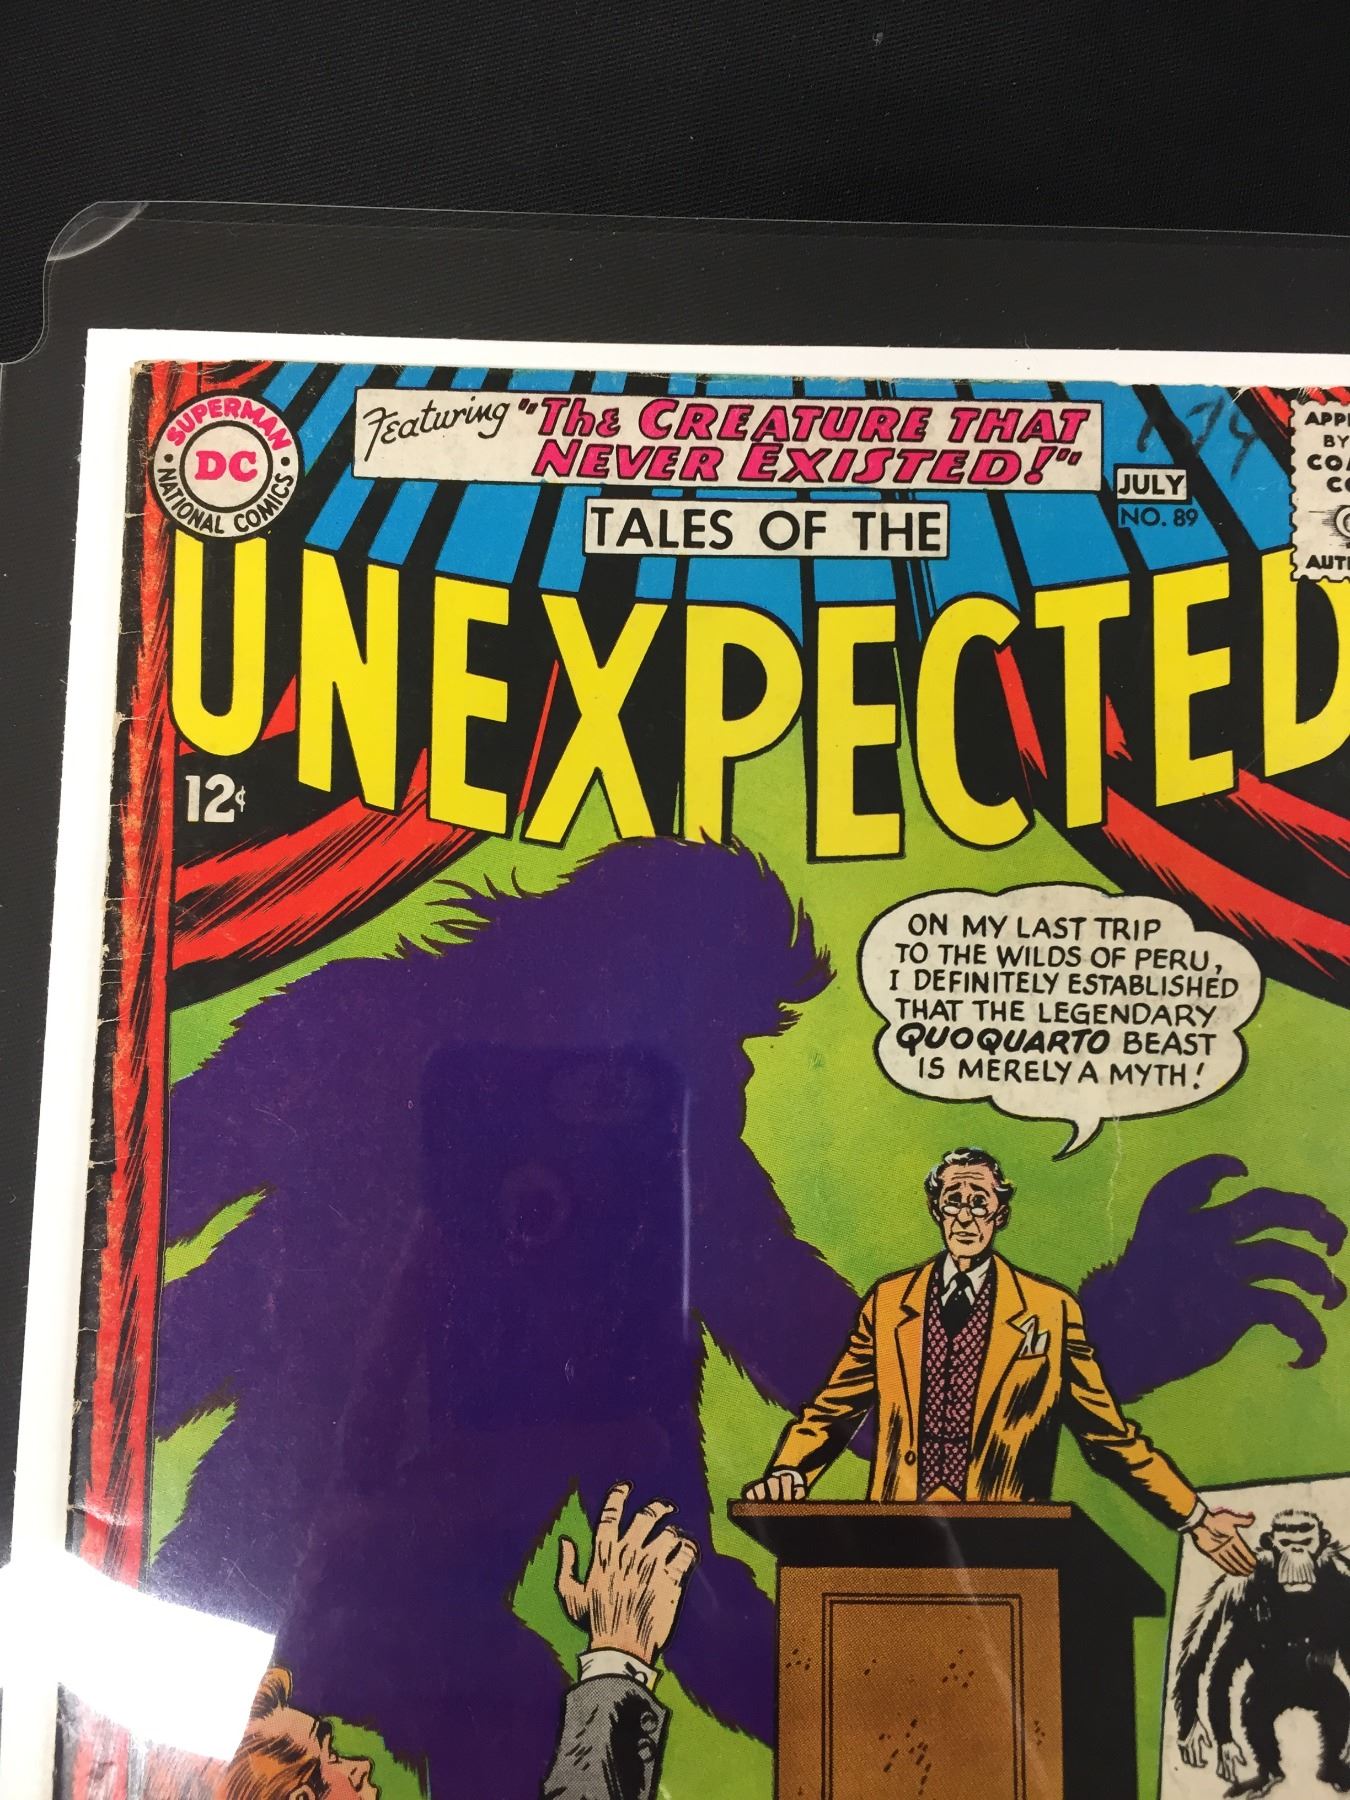 SUPERMAN
DC
NATIONAL COMICS
Featuring "The CREATURE THAT
NEVER EXISTED!"
JULY
NO. 89
TALES OF THE
UNEXPECTED
12¢
BY
ON MY LAST TRIP
TO THE WILDS OF PERU,
I DEFINITELY ESTABLISHED
THAT THE LEGENDARY
QUOQUARTO BEAST
IS MERELY A MYTH!